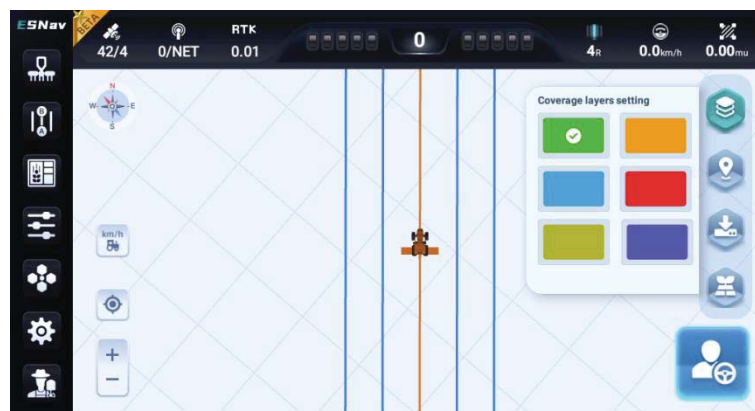 ESNav
BETA
42/4
0/NET
RTK
0.01
0
4R
0.0km/h
0.00mu
N
W
E
S
Coverage layers setting
B
A
km/h
+
−